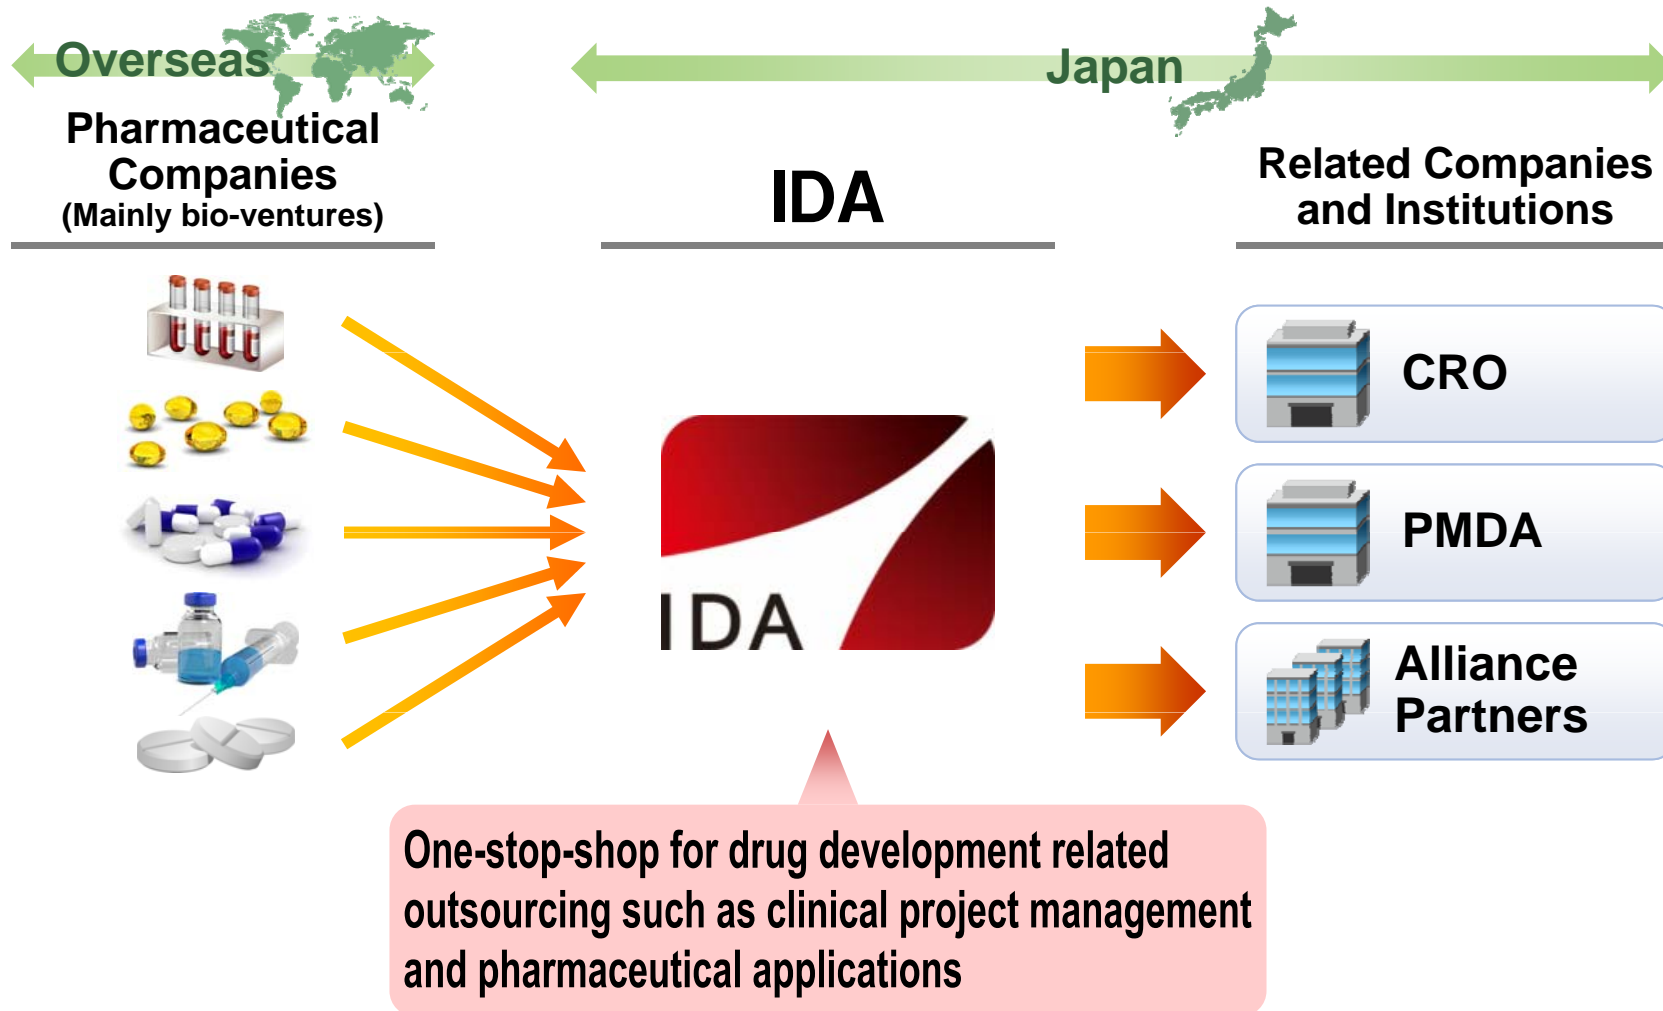 Overseas
Japan
Pharmaceutical
Companies
(Mainly bio-ventures)
IDA
Related Companies
and Institutions
CRO
PMDA
IDA
Alliance
Partners
One-stop-shop for drug development related
outsourcing such as clinical project management
and pharmaceutical applications